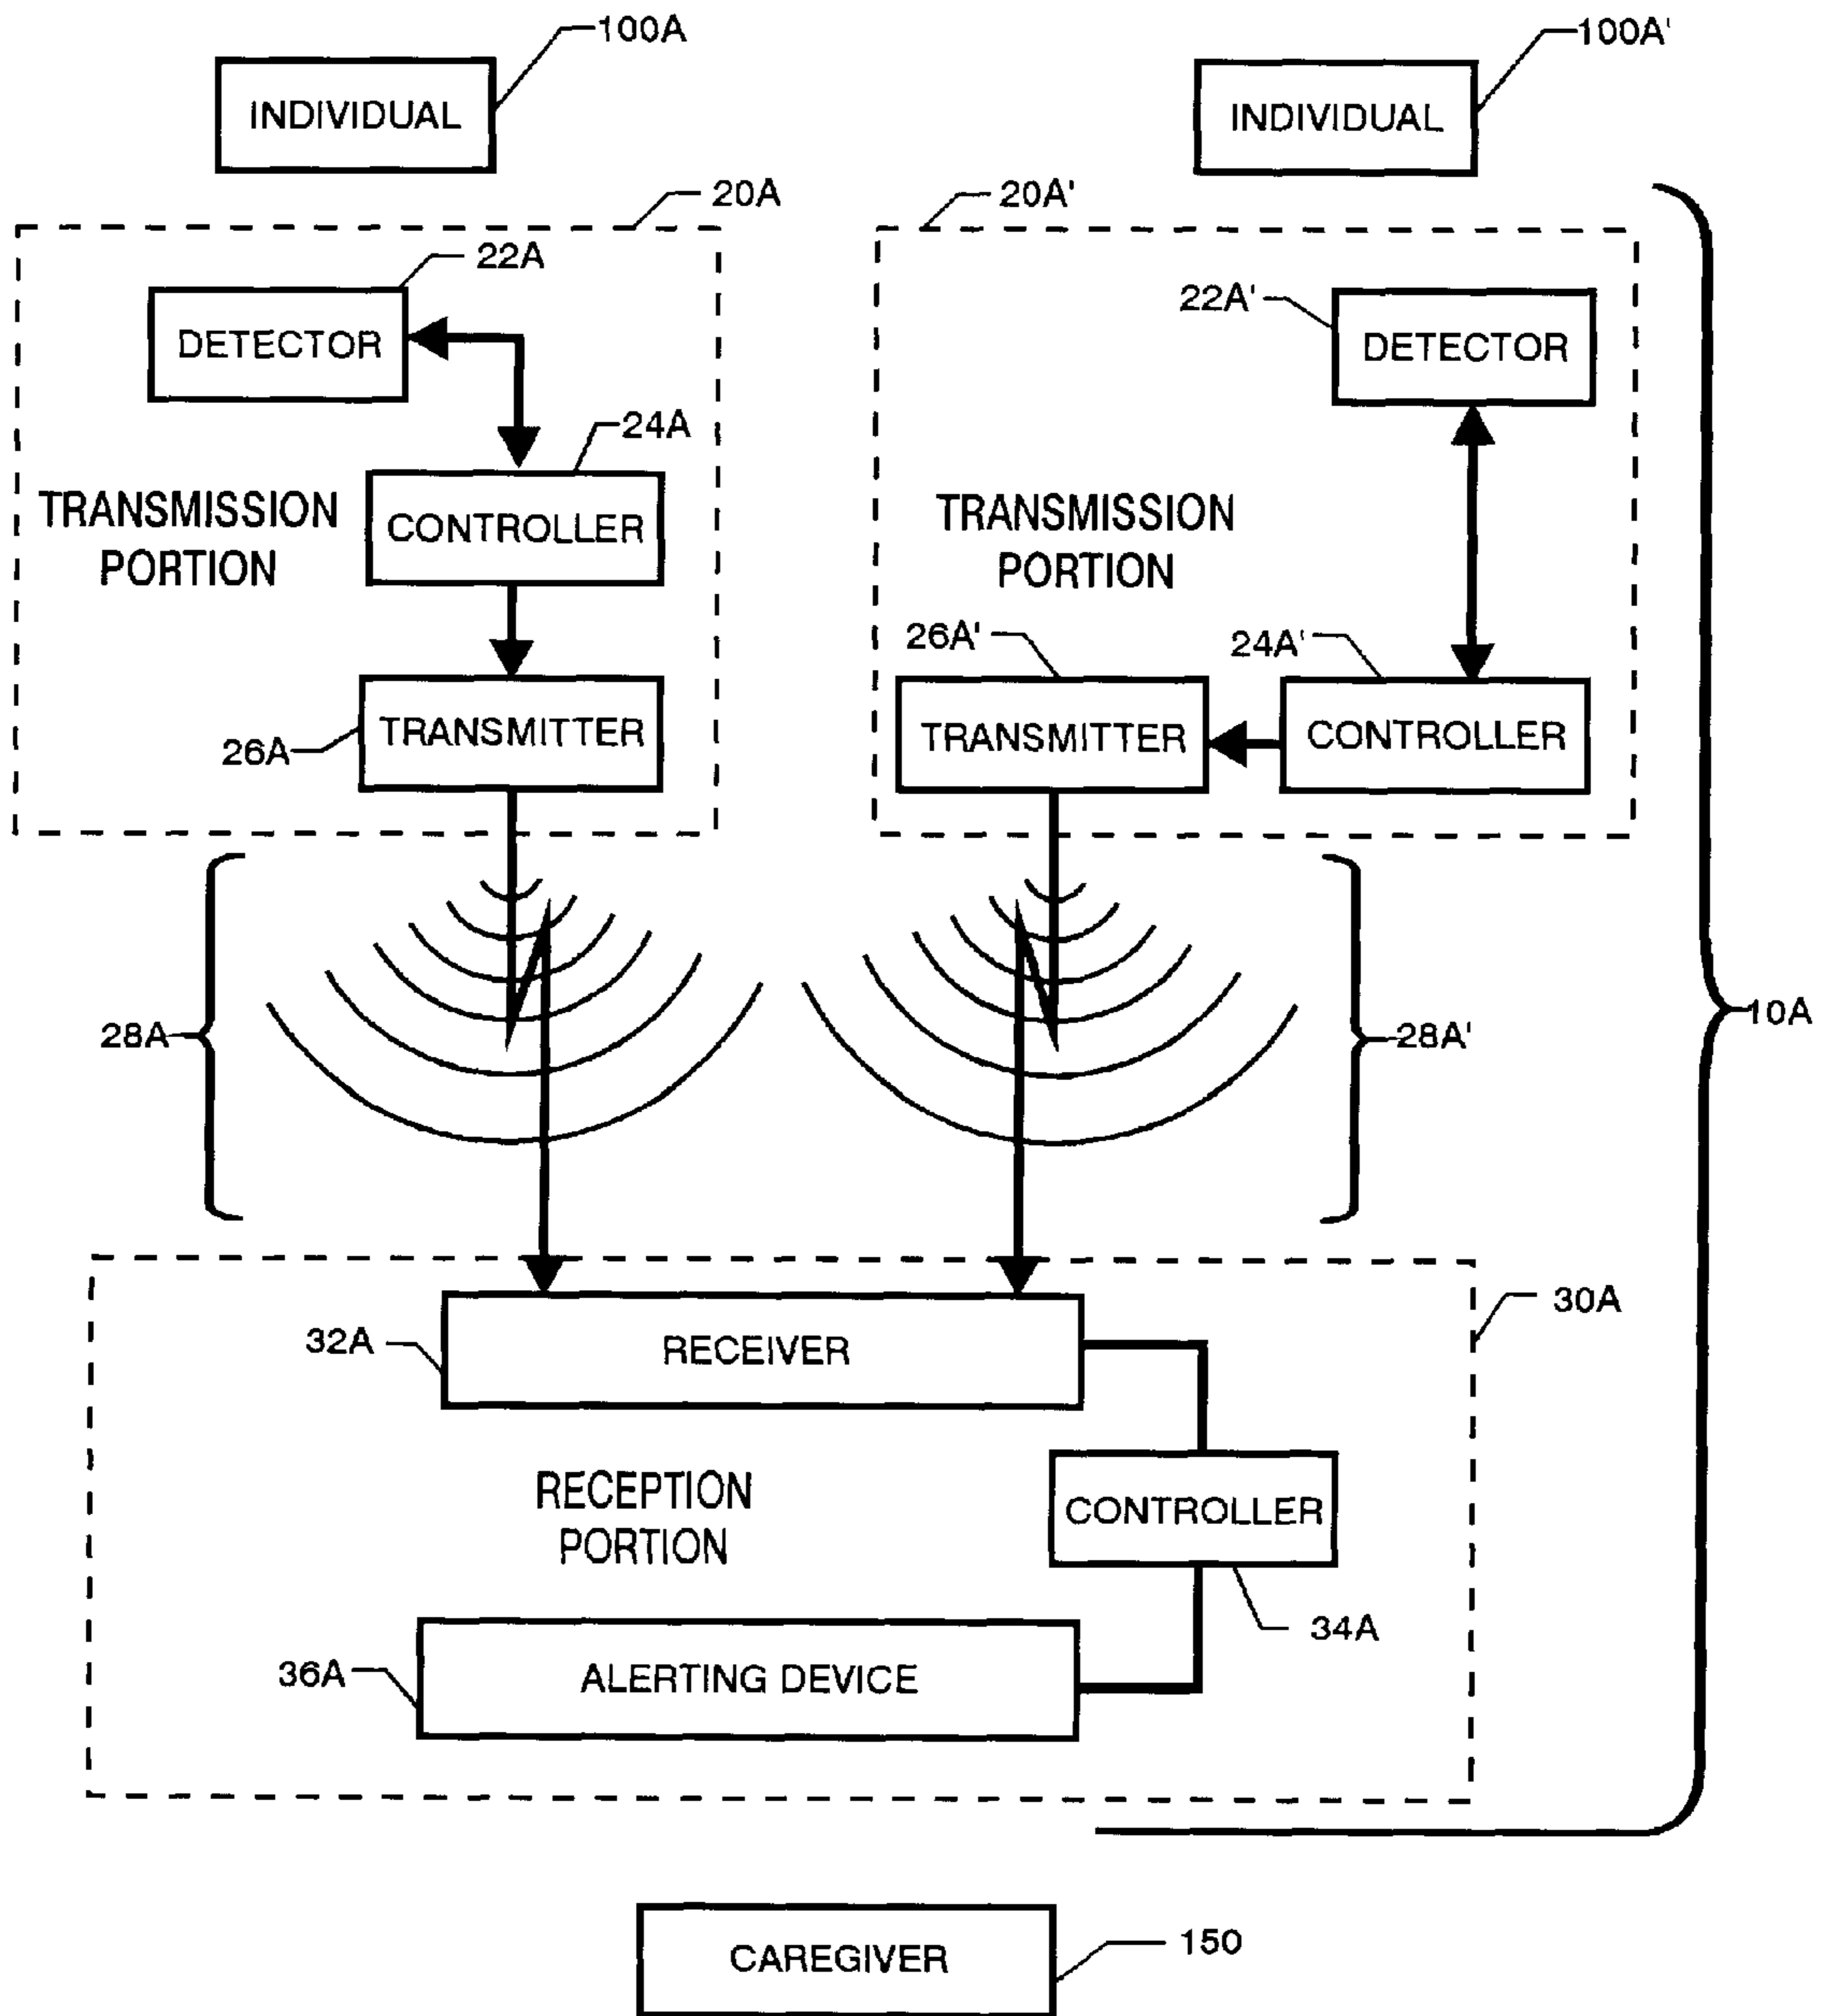 100A
100A'
INDIVIDUAL
INDIVIDUAL
20A
20A'
22A
22A'
DETECTOR
DETECTOR
24A
TRANSMISSION
PORTION
CONTROLLER
TRANSMISSION
PORTION
26A'
24A'
26A
TRANSMITTER
TRANSMITTER
CONTROLLER
28A
28A'
10A
30A
32A
RECEIVER
RECEPTION
PORTION
CONTROLLER
34A
36A
ALERTING DEVICE
CAREGIVER
150